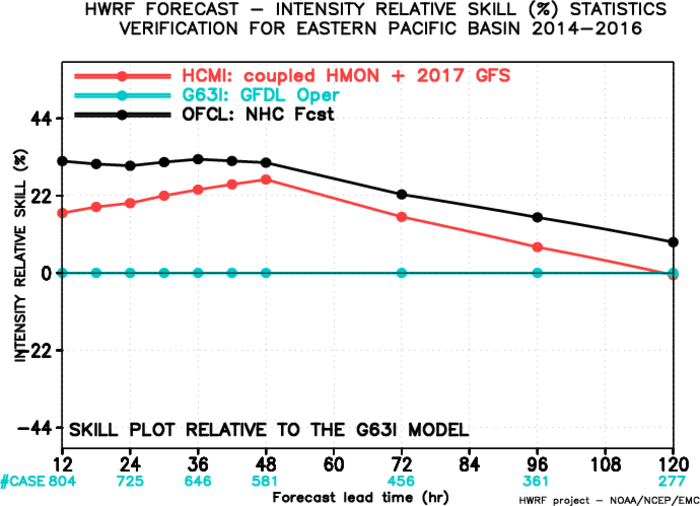 HWRF FORECAST – INTENSITY RELATIVE SKILL (%) STATISTICS
VERIFICATION FOR EASTERN PACIFIC BASIN 2014–2016
HCMI: coupled HMON + 2017 GFS
G63I: GFDL Oper
OFCL: NHC Fcst
44
22
0
–22
–44
INTENSITY RELATIVE SKILL (%)
SKILL PLOT RELATIVE TO THE G63I MODEL
12 24 36 48 60 72 84 96 108 120
#CASE 804 725 646 581 456 361 277
Forecast lead time (hr)
HWRF project – NOAA/NCEP/EMC